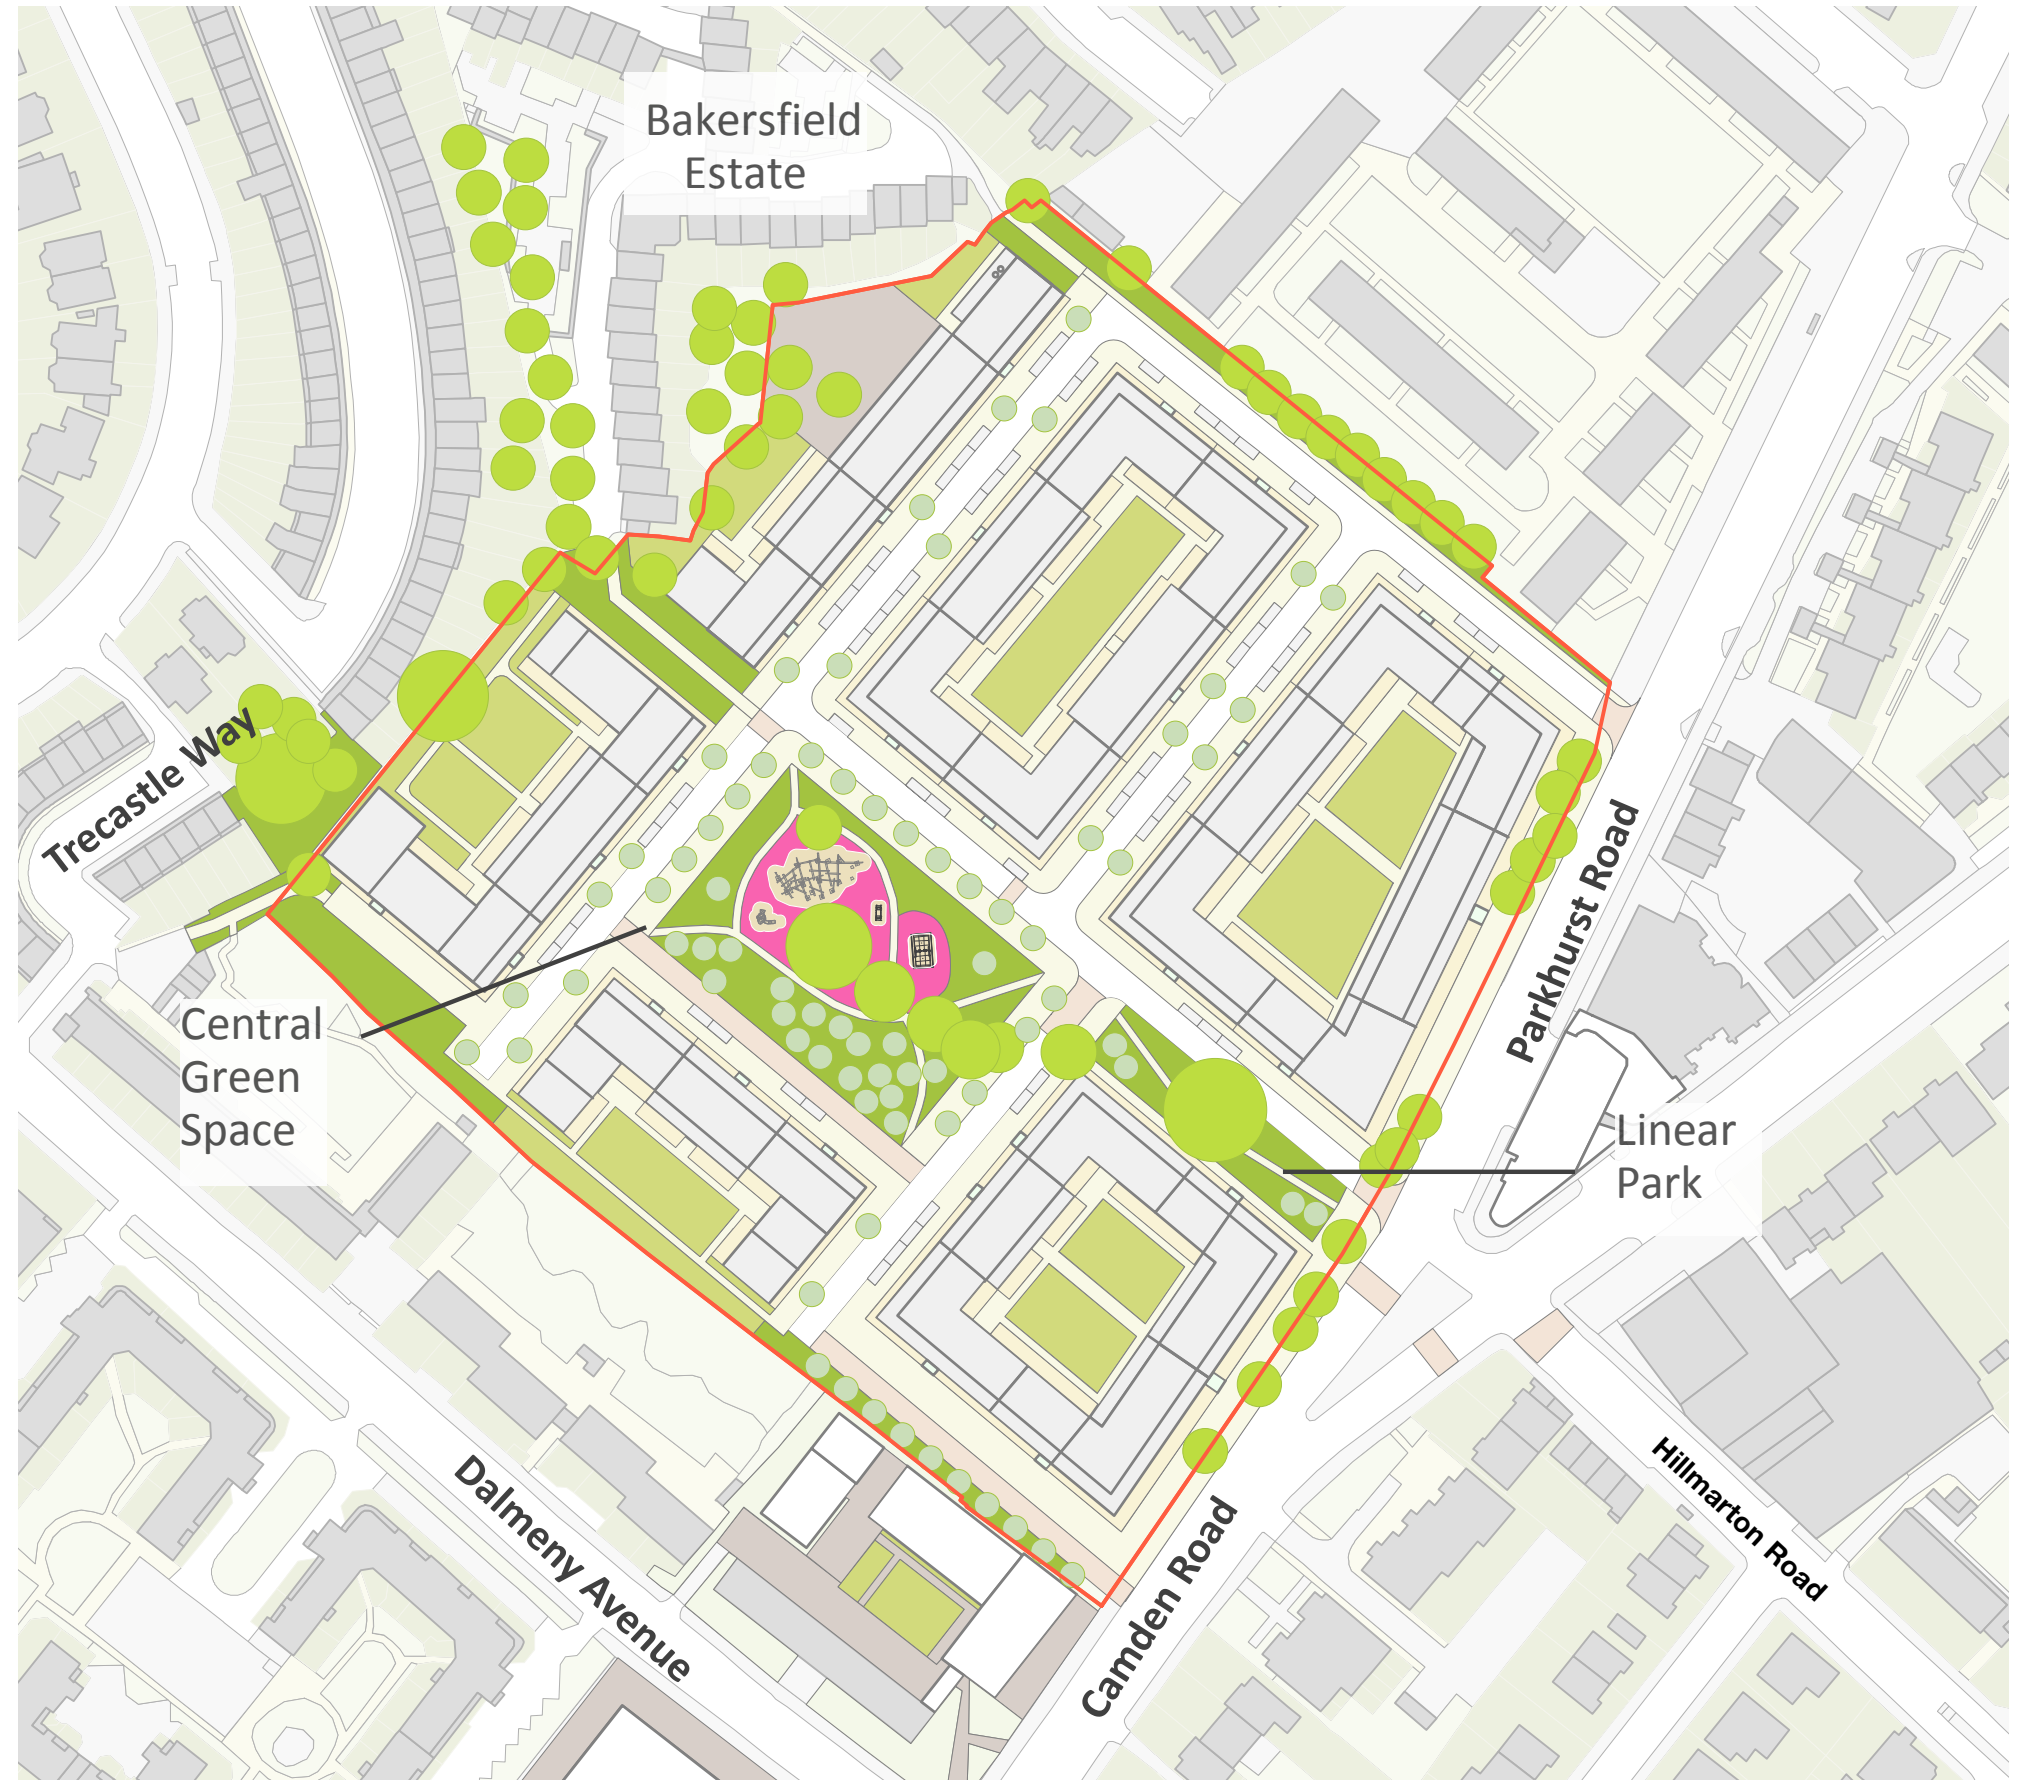 Bakersfield
Estate
Trecastle Way
Parkhurst Road
Central
Green
Space
Linear
Park
Hillmarton Road
Dalmeny Avenue
Camden Road